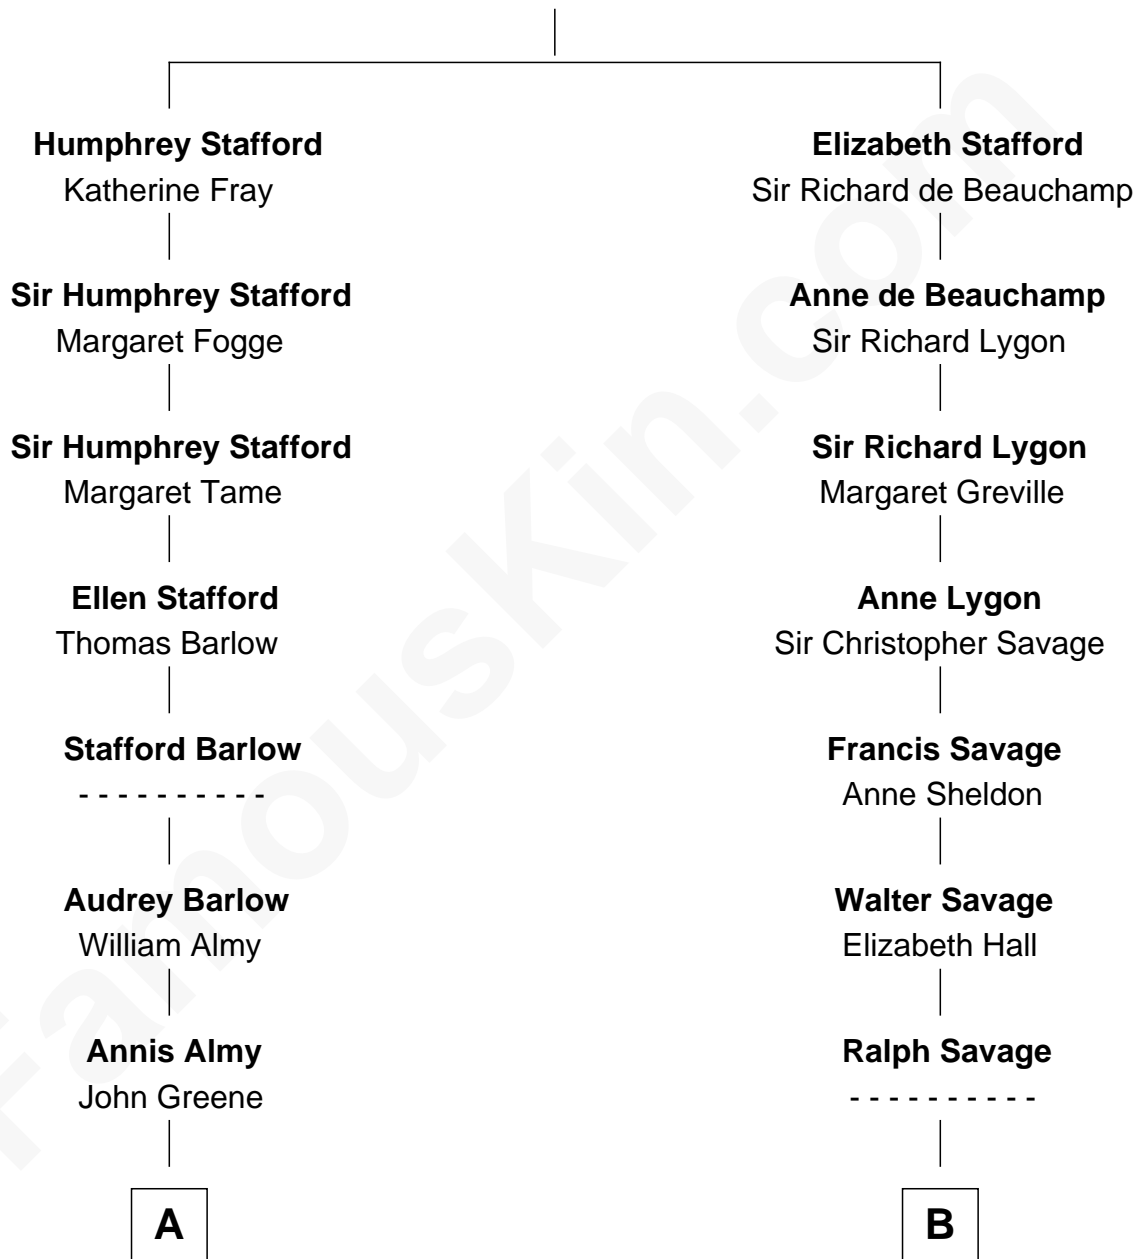 Humphrey Stafford
Katherine Fray
Sir Humphrey Stafford
Margaret Fogge
Sir Humphrey Stafford
Margaret Tame
Ellen Stafford
Thomas Barlow
Stafford Barlow
- - - - - - - - - -
Audrey Barlow
William Almy
Annis Almy
John Greene
A
Elizabeth Stafford
Sir Richard de Beauchamp
Anne de Beauchamp
Sir Richard Lygon
Sir Richard Lygon
Margaret Greville
Anne Lygon
Sir Christopher Savage
Francis Savage
Anne Sheldon
Walter Savage
Elizabeth Hall
Ralph Savage
- - - - - - - - - -
B
FamousKin.com